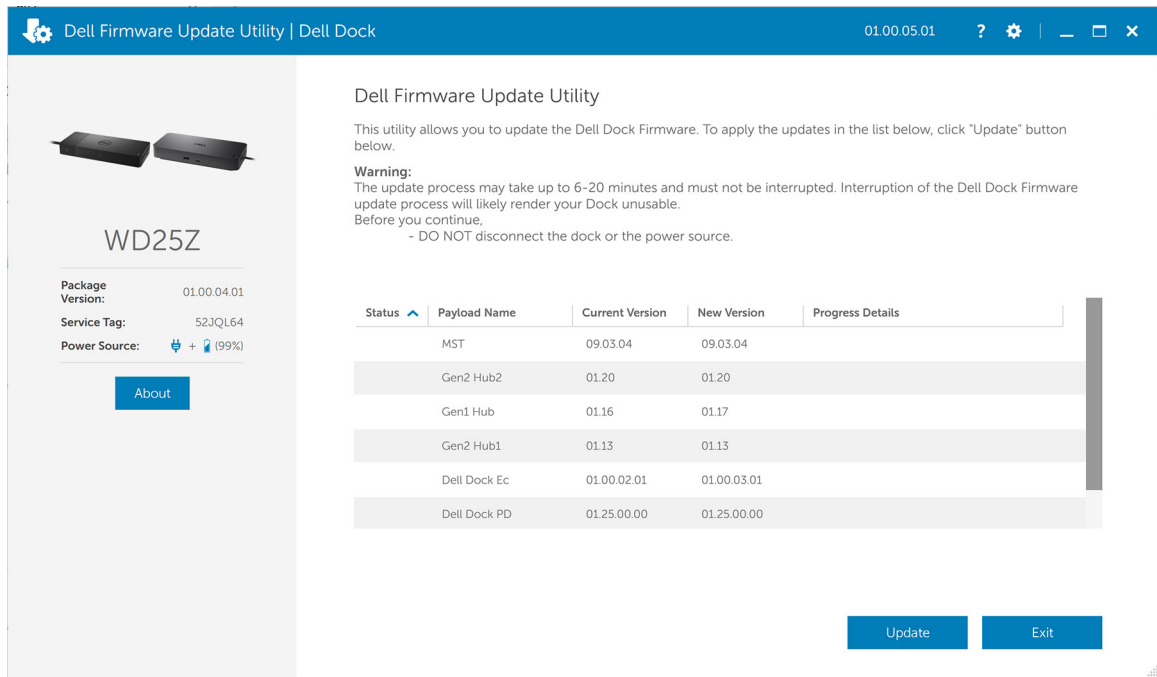 Dell Firmware Update Utility | Dell Dock
01.00.05.01
?
WD25Z
Package Version: 01.00.04.01
Service Tag: 52JQL64
Power Source: + (99%)
About
Dell Firmware Update Utility
This utility allows you to update the Dell Dock Firmware. To apply the updates in the list below, click "Update" button
below.
Warning:
The update process may take up to 6-20 minutes and must not be interrupted. Interruption of the Dell Dock Firmware
update process will likely render your Dock unusable.
Before you continue,
- DO NOT disconnect the dock or the power source.
Status Payload Name Current Version New Version Progress Details
MST 09.03.04 09.03.04
Gen2 Hub2 01.20 01.20
Gen1 Hub 01.16 01.17
Gen2 Hub1 01.13 01.13
Dell Dock Ec 01.00.02.01 01.00.03.01
Dell Dock PD 01.25.00.00 01.25.00.00
Update Exit